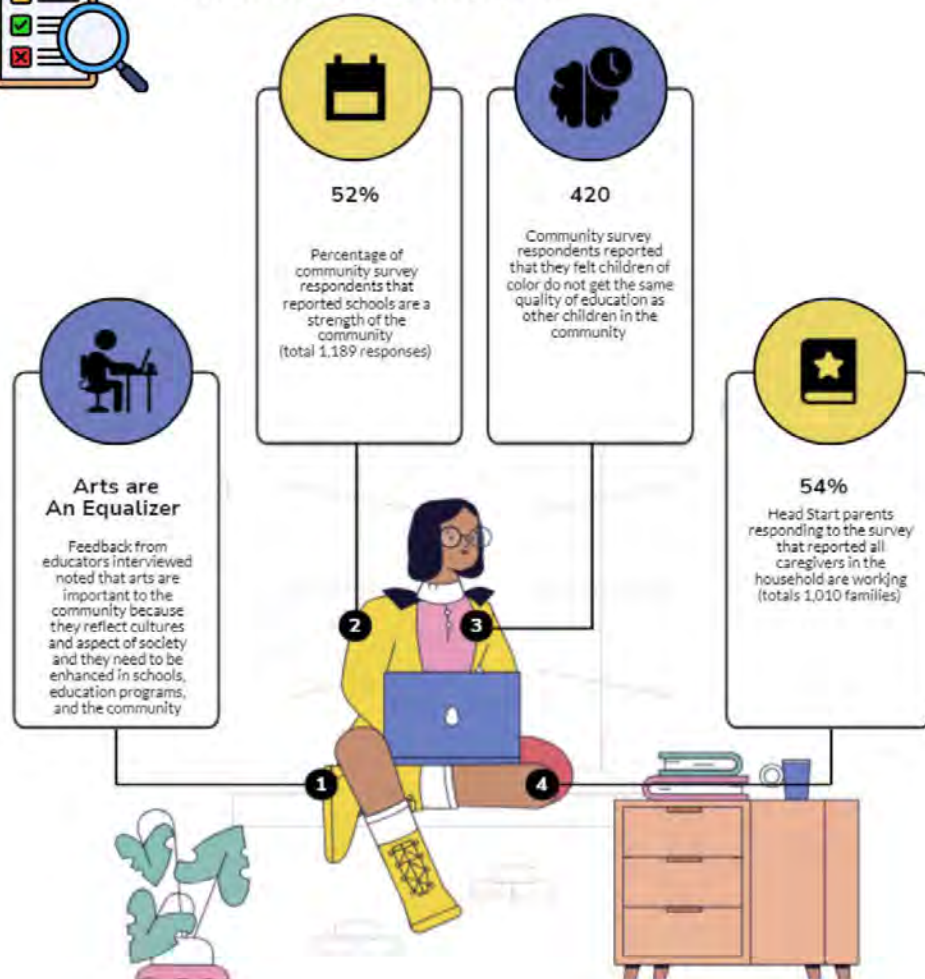 52%
Percentage of
community survey
respondents that
reported schools are a
strength of the
community
(total 1,189 responses)
420
Community survey
respondents reported
that they felt children of
color do not get the same
quality of education as
other children in the
community
Arts are
An Equalizer
Feedback from
educators interviewed
noted that arts are
important to the
community because
they reflect cultures
and aspect of society
and they need to be
enhanced in schools,
education programs,
and the community
54%
Head Start parents
responding to the survey
that reported all
caregivers in the
household are working
(totals 1,010 families)
2
3
1
4